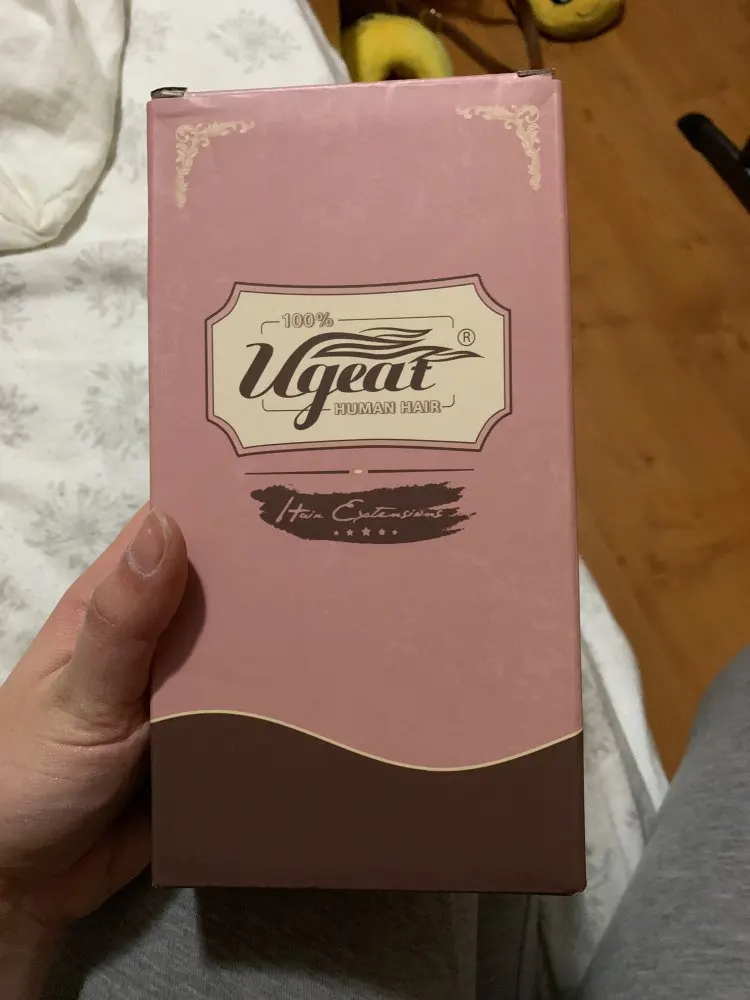 100%
Ugeat ®
HUMAN HAIR
Hair Extensions